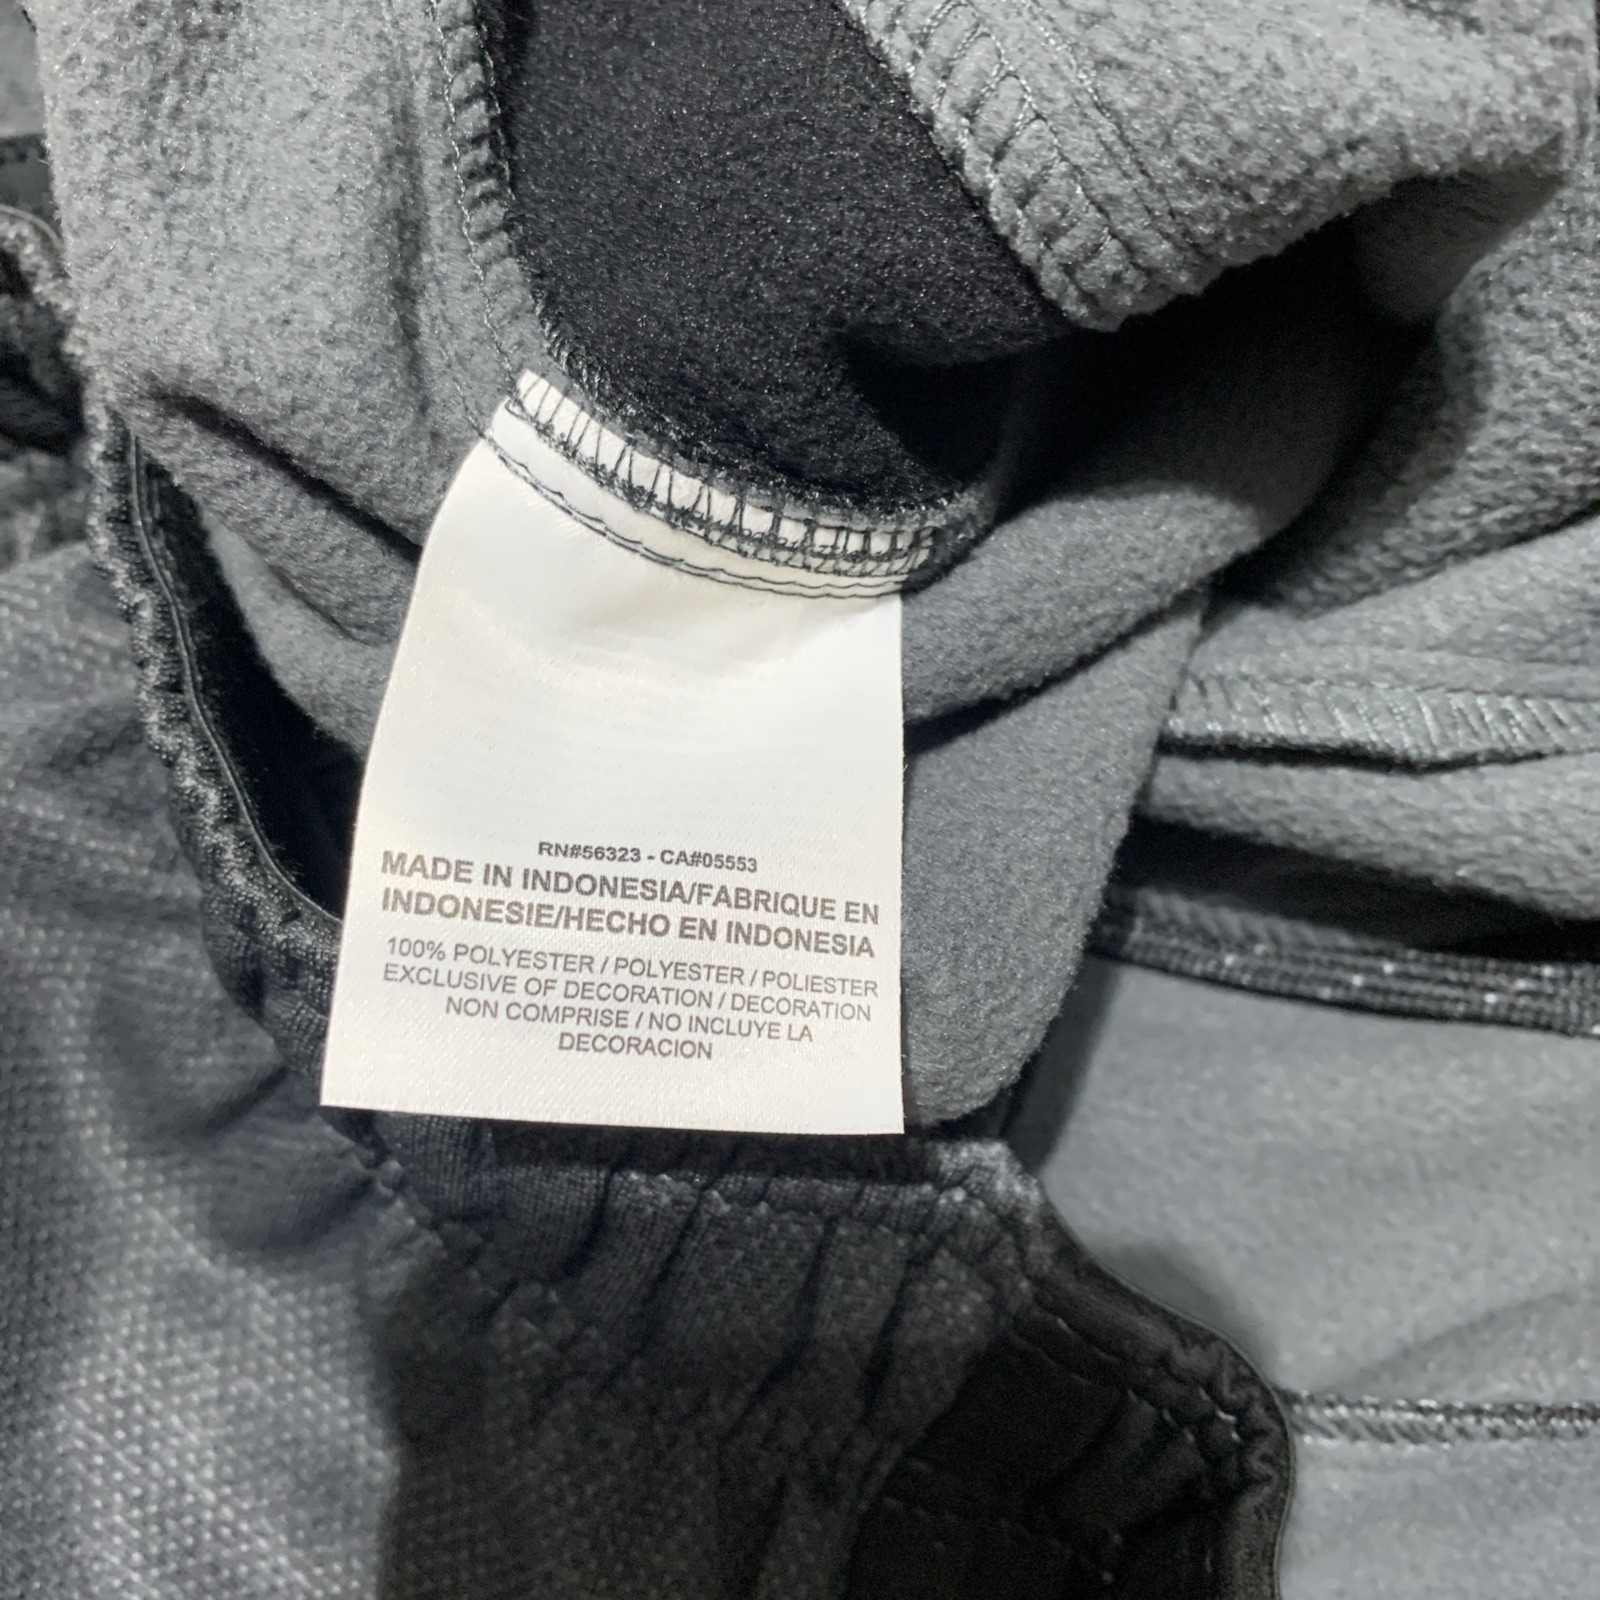 RN#56323 - CA#05553
MADE IN INDONESIA/FABRIQUE EN
INDONESIE/HECHO EN INDONESIA
100% POLYESTER / POLYESTER / POLIESTER
EXCLUSIVE OF DECORATION / DECORATION
NON COMPRISE / NO INCLUYE LA
DECORACION